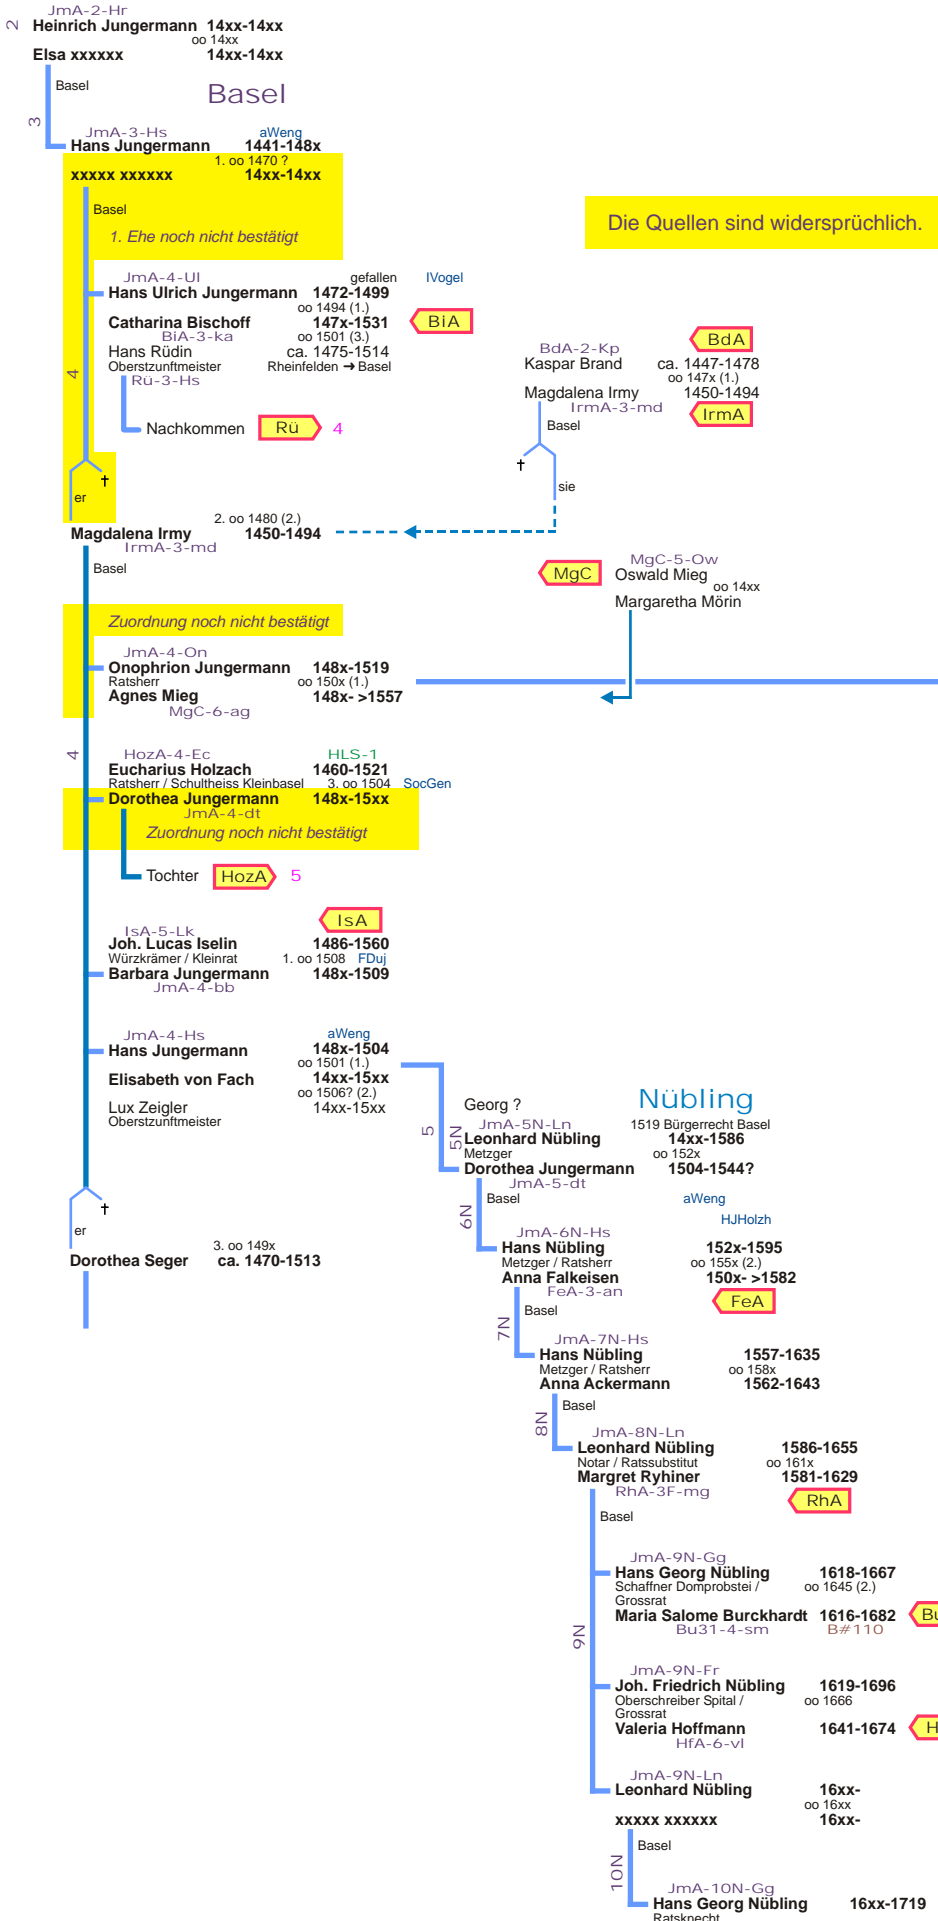 JmA-2-Hr
2
Heinrich Jungermann 14xx-14xx
oo 14xx
Elsa xxxxxx 14xx-14xx
Basel
Basel
3
JmA-3-Hs aWeng
Hans Jungermann 1441-148x
1. oo 1470 ?
xxxxx xxxxxx 14xx-14xx
Basel
1. Ehe noch nicht bestätigt
Die Quellen sind widersprüchlich.
JmA-4-Ul gefallen IVogel
Hans Ulrich Jungermann 1472-1499
oo 1494 (1.)
Catharina Bischoff 147x-1531 BiA
BiA-3-ka oo 1501 (3.)
Hans Rüdin ca. 1475-1514
Oberstzunftmeister Rheinfelden → Basel
Rü-3-Hs
4
Nachkommen Rü 4
BdA
BdA-2-Kp
Kaspar Brand ca. 1447-1478
oo 147x (1.)
Magdalena Irmy 1450-1494
IrmA-3-md IrmA
Basel
†
sie
†
er
2. oo 1480 (2.)
Magdalena Irmy 1450-1494
IrmA-3-md
Basel
MgC-5-Ow
MgC Oswald Mieg
oo 14xx
Margaretha Mörin
Zuordnung noch nicht bestätigt
JmA-4-On
Onophrion Jungermann 148x-1519
Ratsherr oo 150x (1.)
Agnes Mieg 148x- >1557
MgC-6-ag
4
HozA-4-Ec HLS-1
Eucharius Holzach 1460-1521
Ratsherr / Schultheiss Kleinbasel 3. oo 1504 SocGen
Dorothea Jungermann 148x-15xx
JmA-4-dt
Zuordnung noch nicht bestätigt
Tochter HozA 5
IsA
IsA-5-Lk
Joh. Lucas Iselin 1486-1560
Würzkrämer / Kleinrat 1. oo 1508 FDuj
Barbara Jungermann 148x-1509
JmA-4-bb
JmA-4-Hs aWeng
Hans Jungermann 148x-1504
oo 1501 (1.)
Elisabeth von Fach 14xx-15xx
oo 1506? (2.)
Lux Zeigler 14xx-15xx
Oberstzunftmeister
5
Nübling
Georg ?
JmA-5N-Ln 1519 Bürgerrecht Basel
5N
Leonhard Nübling 14xx-1586
Metzger oo 152x
Dorothea Jungermann 1504-1544?
JmA-5-dt
Basel aWeng
6N
HJHolzh
JmA-6N-Hs
Hans Nübling 152x-1595
Metzger / Ratsherr oo 155x (2.)
Anna Falkeisen 150x- >1582
FeA-3-an FeA
†
er
3. oo 149x
Dorothea Seger ca. 1470-1513
Basel
7N
JmA-7N-Hs
Hans Nübling 1557-1635
Metzger / Ratsherr oo 158x
Anna Ackermann 1562-1643
Basel
8N
JmA-8N-Ln
Leonhard Nübling 1586-1655
Notar / Ratssubstitut oo 161x
Margret Ryhiner 1581-1629
RhA-3F-mg RhA
Basel
JmA-9N-Gg
Hans Georg Nübling 1618-1667
Schaffner Domprobstei / oo 1645 (2.)
Grossrat
Maria Salome Burckhardt 1616-1682 Bu
Bu31-4-sm B#110
9N
JmA-9N-Fr
Joh. Friedrich Nübling 1619-1696
Oberschreiber Spital / oo 1666
Grossrat
Valeria Hoffmann 1641-1674 H
HfA-6-vl
JmA-9N-Ln
Leonhard Nübling 16xx-
oo 16xx
xxxxx xxxxxx 16xx-
Basel
10N
JmA-10N-Gg
Hans Georg Nübling 16xx-1719
Ratsknecht